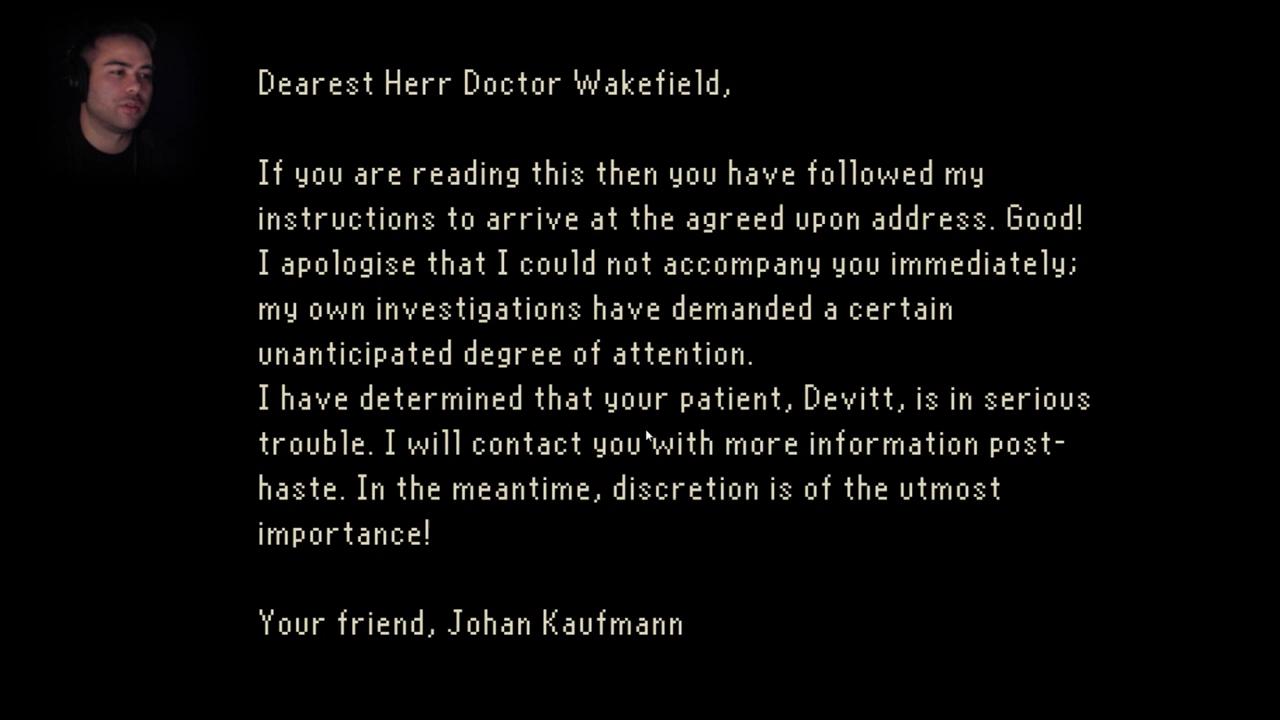 Dearest Herr Doctor Wakefield,
If you are reading this then you have followed my
instructions to arrive at the agreed upon address. Good!
I apologise that I could not accompany you immediately;
my own investigations have demanded a certain
unanticipated degree of attention.
I have determined that your patient, Devitt, is in serious
trouble. I will contact you with more information post-
haste. In the meantime, discretion is of the utmost
importance!
Your friend, Johan Kaufmann